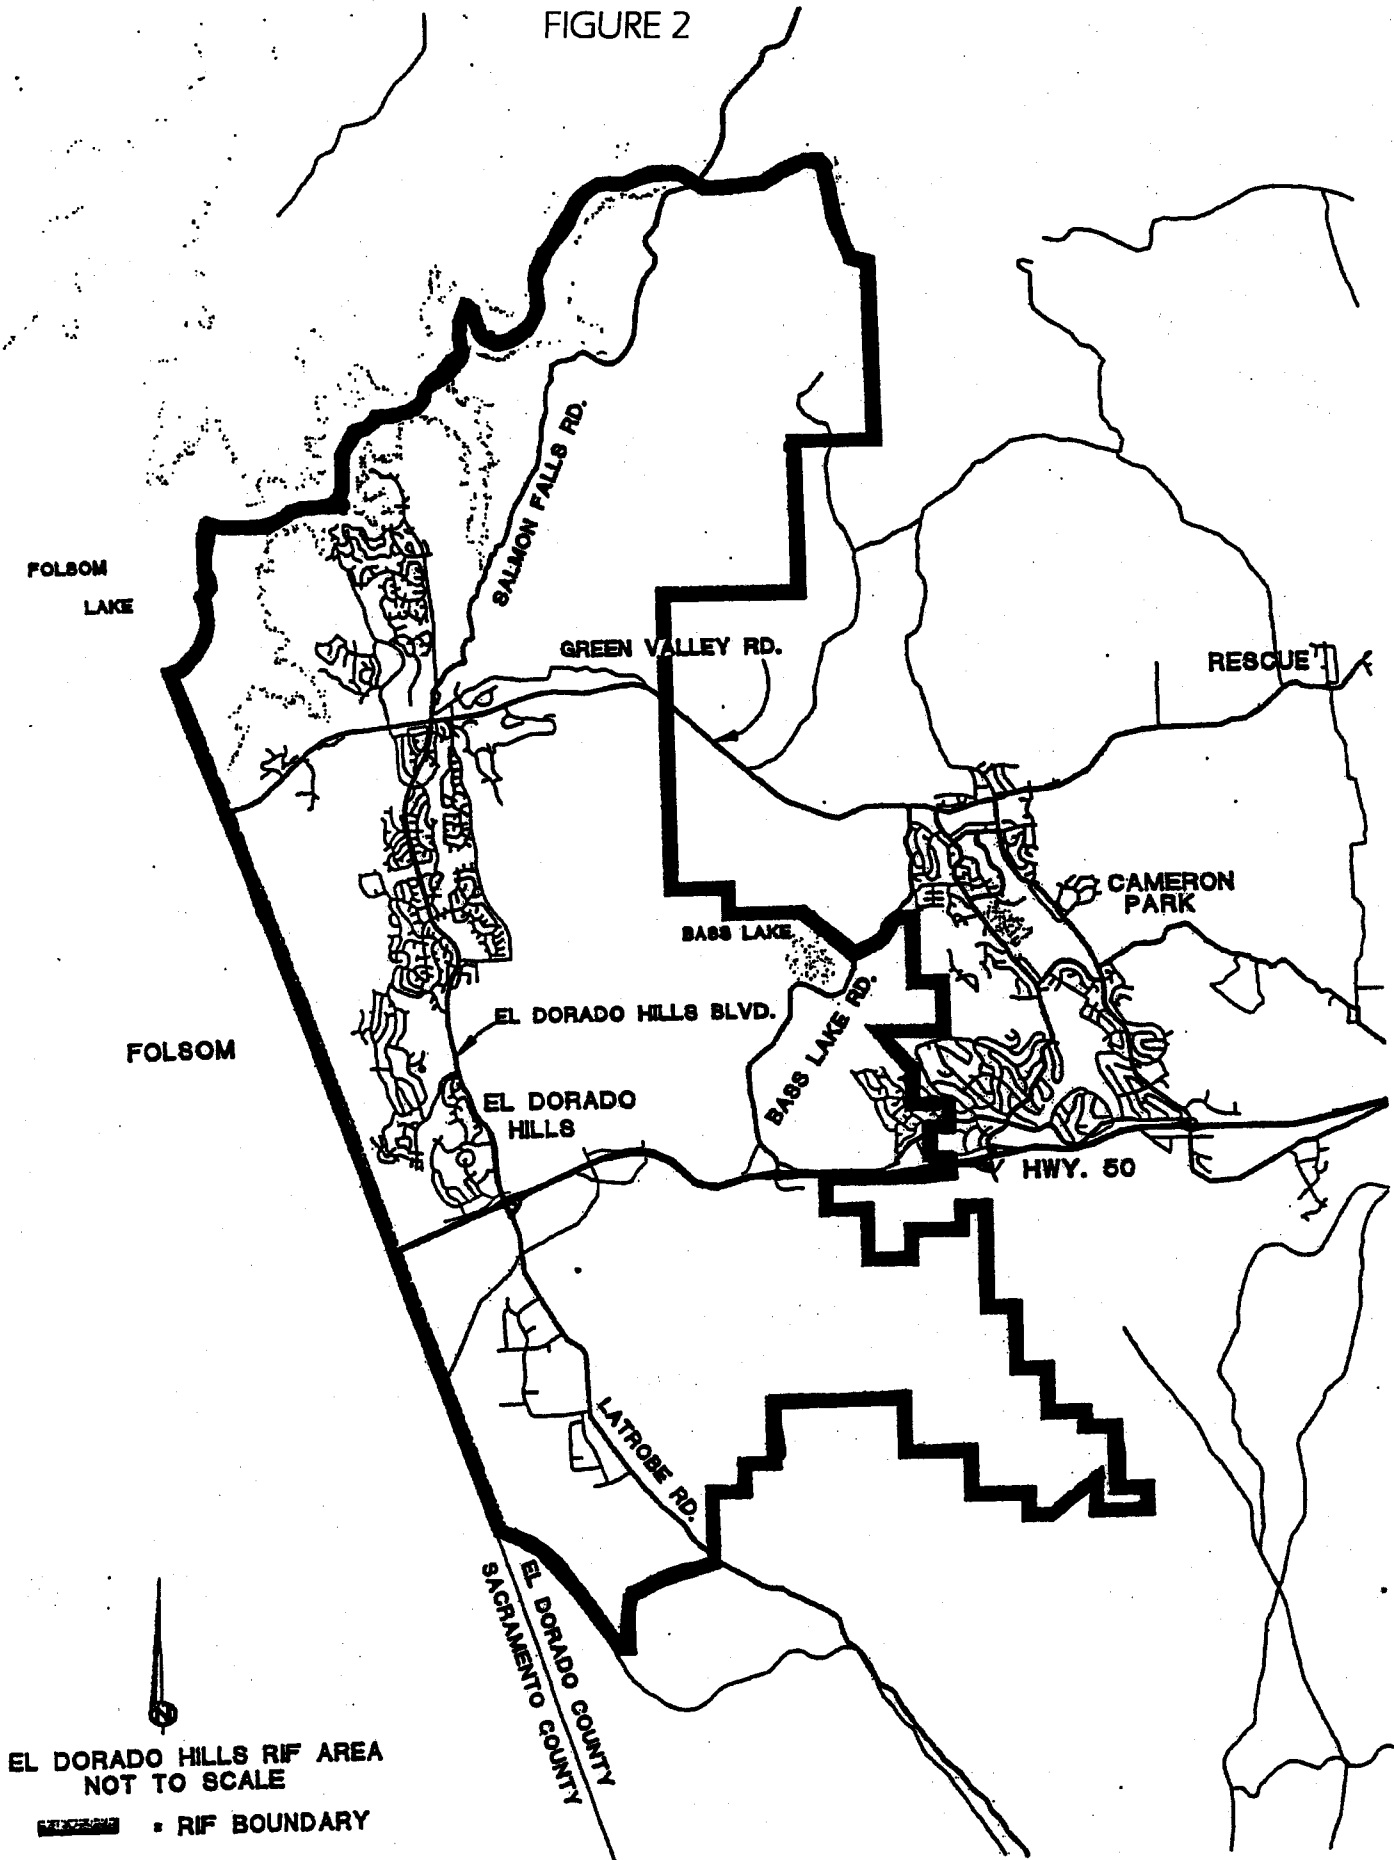 FIGURE 2
SALMON FALLS RD.
FOLSOM
LAKE
GREEN VALLEY RD.
RESCUE
CAMERON
PARK
BASS LAKE
BASS LAKE RD.
EL DORADO HILLS BLVD.
FOLSOM
EL DORADO
HILLS
HWY. 50
LATROBE RD.
EL DORADO COUNTY
SACRAMENTO COUNTY
N
EL DORADO HILLS RIF AREA
NOT TO SCALE
= RIF BOUNDARY